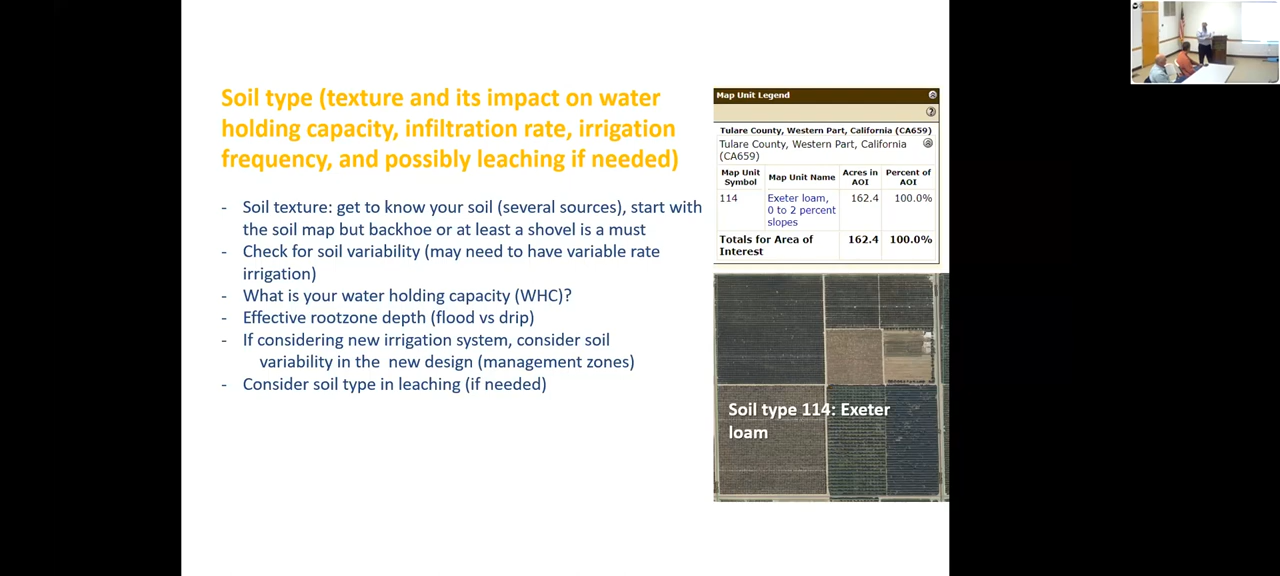 Soil type (texture and its impact on water
holding capacity, infiltration rate, irrigation
frequency, and possibly leaching if needed)
- Soil texture: get to know your soil (several sources), start with
the soil map but backhoe or at least a shovel is a must
- Check for soil variability (may need to have variable rate
irrigation)
- What is your water holding capacity (WHC)?
- Effective rootzone depth (flood vs drip)
- If considering new irrigation system, consider soil
variability in the new design (management zones)
- Consider soil type in leaching (if needed)
Map Unit Legend
?
Tulare County, Western Part, California (CA659)
Tulare County, Western Part, California
(CA659)
Map Unit Symbol Map Unit Name Acres in AOI Percent of AOI
114 Exeter loam, 0 to 2 percent slopes 162.4 100.0%
Totals for Area of Interest 162.4 100.0%
Soil type 114: Exeter
loam